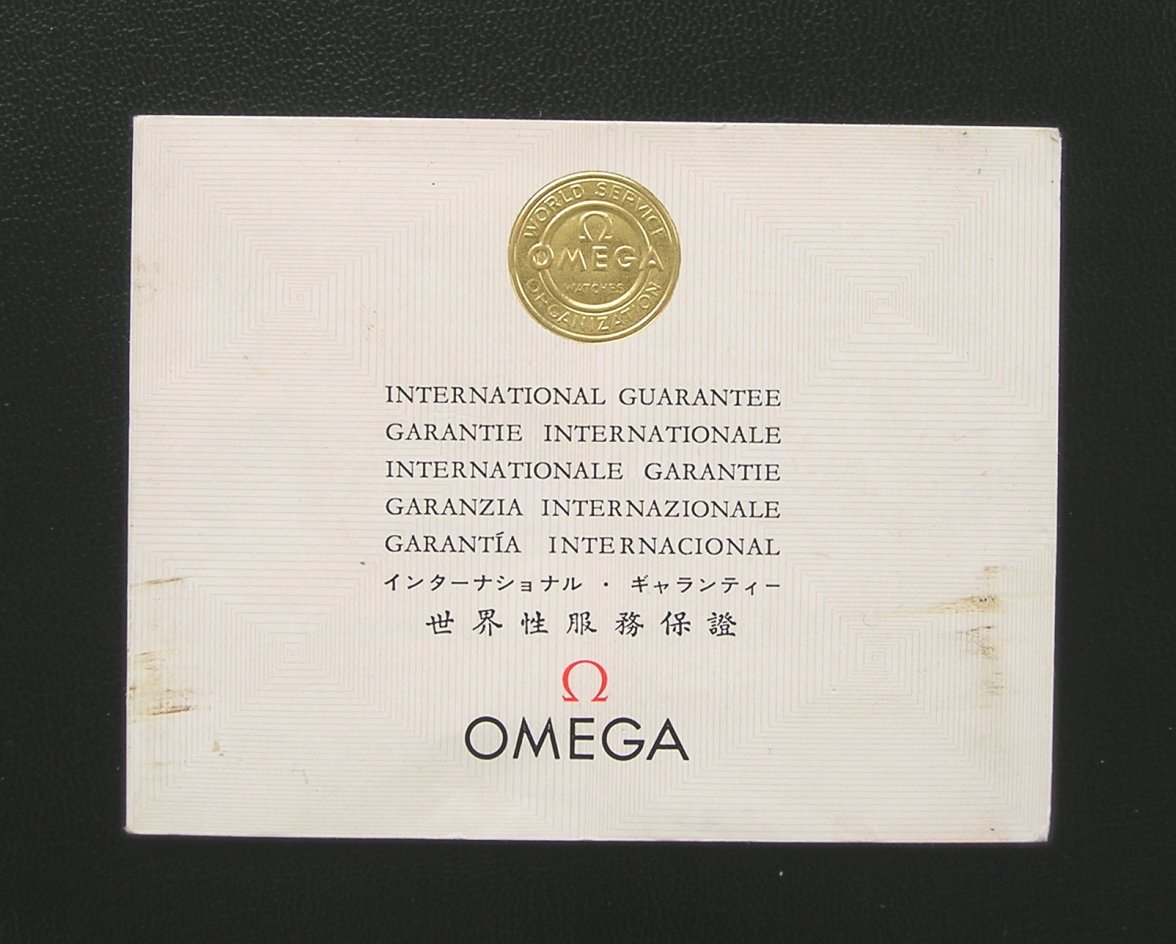 WORLD SERVICE
Ω
OMEGA
WATCHES
ORGANIZATION
INTERNATIONAL GUARANTEE
GARANTIE INTERNATIONALE
INTERNATIONALE GARANTIE
GARANZIA INTERNAZIONALE
GARANTÍA INTERNACIONAL
インターナショナル・ギャランティー
世界性服務保證
Ω
OMEGA